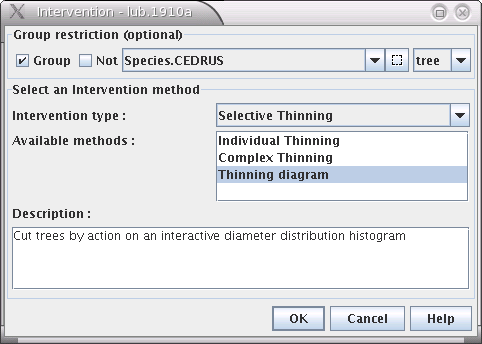 Intervention - lub.1910a
Group restriction (optional)
Group Not Species.CEDRUS tree
Select an Intervention method
Intervention type : Selective Thinning
Available methods : Individual Thinning
Complex Thinning
Thinning diagram
Description :
Cut trees by action on an interactive diameter distribution histogram
OK Cancel Help